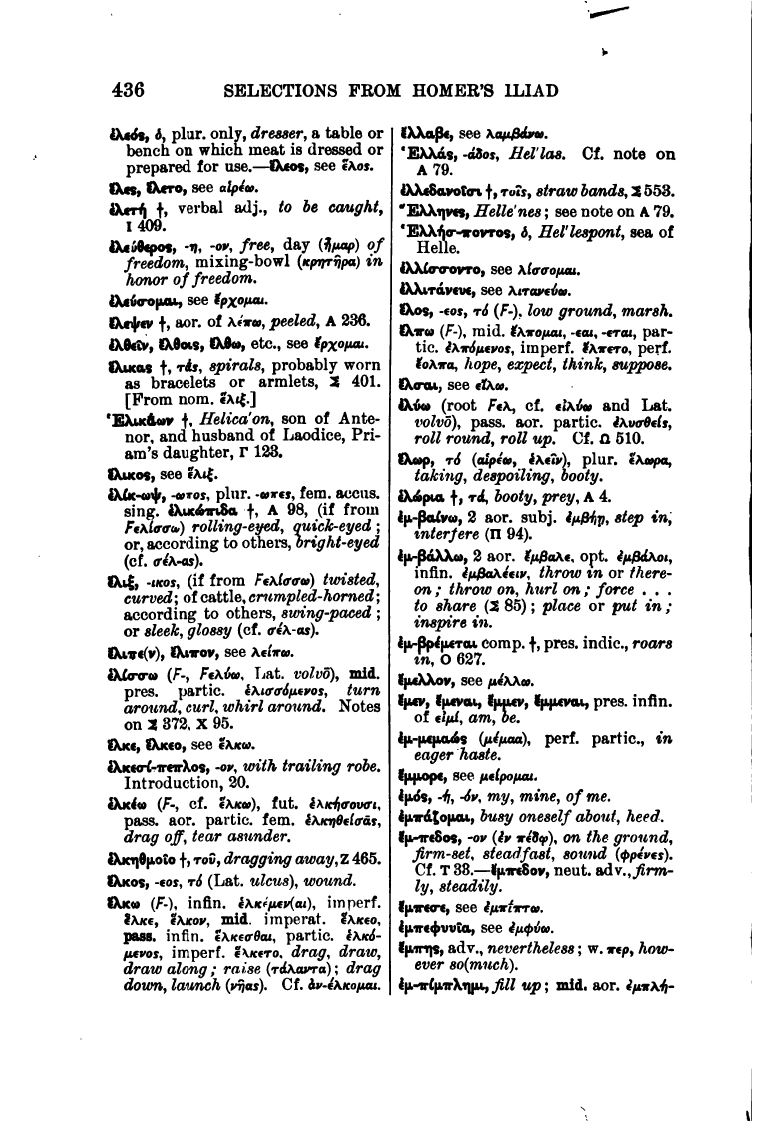 436 SELECTIONS FROM HOMER'S ILIAD
ἐλεός, ὁ, plur. only, dresser, a table or
bench on which meat is dressed or
prepared for use.—ἕλεος, see ἕλος.
ἕλες, ἕλετο, see αἱρέω.
ἑλετή †, verbal adj., to be caught,
Ι 409.
ἐλεύθερος, -η, -ον, free, day (ἦμαρ) of
freedom, mixing-bowl (κρητῆρα) in
honor of freedom.
ἐλεύσομαι, see ἔρχομαι.
ἔλεψεν †, aor. of λέπω, peeled, A 236.
ἐλθεῖν, ἔλθοις, ἔλθω, etc., see ἔρχομαι.
ἕλικας †, τάς, spirals, probably worn
as bracelets or armlets, Σ 401.
[From nom. ἕλιξ.]
Ἑλικάων †, Helica'on, son of Ante-
nor, and husband of Laodice, Pri-
am's daughter, Γ 123.
ἕλικος, see ἕλιξ.
ἑλίκ-ωψ, -ωπος, plur. -ωπες, fem. accus.
sing. ἑλικώπιδα †, A 98, (if from
Ϝελίσσω) rolling-eyed, quick-eyed;
or, according to others, bright-eyed
(cf. σέλ-ας).
ἕλιξ, -ικος, (if from Ϝελίσσω) twisted,
curved; of cattle, crumpled-horned;
according to others, swing-paced;
or sleek, glossy (cf. σέλ-ας).
ἔλιπε(ν), ἔλιπον, see λείπω.
ἑλίσσω (Ϝ-, Ϝελύω, Lat. volvō), mid.
pres. partic. ἑλισσόμενος, turn
around, curl, whirl around. Notes
on Σ 372, X 95.
ἕλκε, ἕλκεο, see ἕλκω.
ἑλκεσί-πεπλος, -ον, with trailing robe.
Introduction, 20.
ἑλκέω (Ϝ-, cf. ἕλκω), fut. ἑλκήσουσι,
pass. aor. partic. fem. ἑλκηθείσᾱς,
drag off, tear asunder.
ἑλκηθμοῖο †, τοῦ, dragging away, Z 465.
ἕλκος, -εος, τό (Lat. ulcus), wound.
ἕλκω (Ϝ-), infin. ἑλκέμεν(αι), imperf.
ἕλκε, ἕλκον, mid. imperat. ἕλκεο,
pass. infin. ἕλκεσθαι, partic. ἑλκό-
μενος, imperf. ἕλκετο, drag, draw,
draw along; raise (τάλαντα); drag
down, launch (νῆας). Cf. ἀν-έλκομαι.
ἔλλαβε, see λαμβάνω.
Ἑλλάς, -άδος, Hel'las. Cf. note on
A 79.
ἐλλεδανοῖσι †, τοῖς, straw bands, Σ 553.
Ἕλληνες, Helle'nes; see note on A 79.
Ἑλλήσ-ποντος, ὁ, Hel'lespont, sea of
Helle.
ἐλλίσσοντο, see λίσσομαι.
ἐλλιτάνευε, see λιτανεύω.
ἕλος, -εος, τό (Ϝ-), low ground, marsh.
ἔλπω (Ϝ-), mid. ἔλπομαι, -εαι, -εται, par-
tic. ἐλπόμενος, imperf. ἔλπετο, perf.
ἔολπα, hope, expect, think, suppose.
ἔλσαι, see εἴλω.
ἐλύω (root Ϝελ, cf. εἰλύω and Lat.
volvō), pass. aor. partic. ἐλυσθείς,
roll round, roll up. Cf. Ω 510.
ἕλωρ, τό (αἱρέω, ἑλεῖν), plur. ἕλωρα,
taking, despoiling, booty.
ἑλώρια †, τά, booty, prey, A 4.
ἐμ-βαίνω, 2 aor. subj. ἐμβήῃ, step in,
interfere (Π 94).
ἐμ-βάλλω, 2 aor. ἔμβαλε, opt. ἐμβάλοι,
infin. ἐμβαλέειν, throw in or there-
on; throw on, hurl on; force . . .
to share (Σ 85); place or put in;
inspire in.
ἐμ-βρέμεται comp. †, pres. indic., roars
in, O 627.
ἔμελλον, see μέλλω.
ἔμεν, ἔμεναι, ἔμμεν, ἔμμεναι, pres. infin.
of εἰμί, am, be.
ἐμ-μεμαώς (μέμαα), perf. partic., in
eager haste.
ἔμμορε, see μείρομαι.
ἐμός, -ή, -όν, my, mine, of me.
ἐμπάζομαι, busy oneself about, heed.
ἔμ-πεδος, -ον (ἐν πέδῳ), on the ground,
firm-set, steadfast, sound (φρένες).
Cf. T 33.—ἔμπεδον, neut. adv., firm-
ly, steadily.
ἔμπεσε, see ἐμπίπτω.
ἐμπεφυυῖα, see ἐμφύω.
ἔμπης, adv., nevertheless; w. περ, how-
ever so(much).
ἐμ-πίμπλημι, fill up; mid. aor. ἐμπλή-